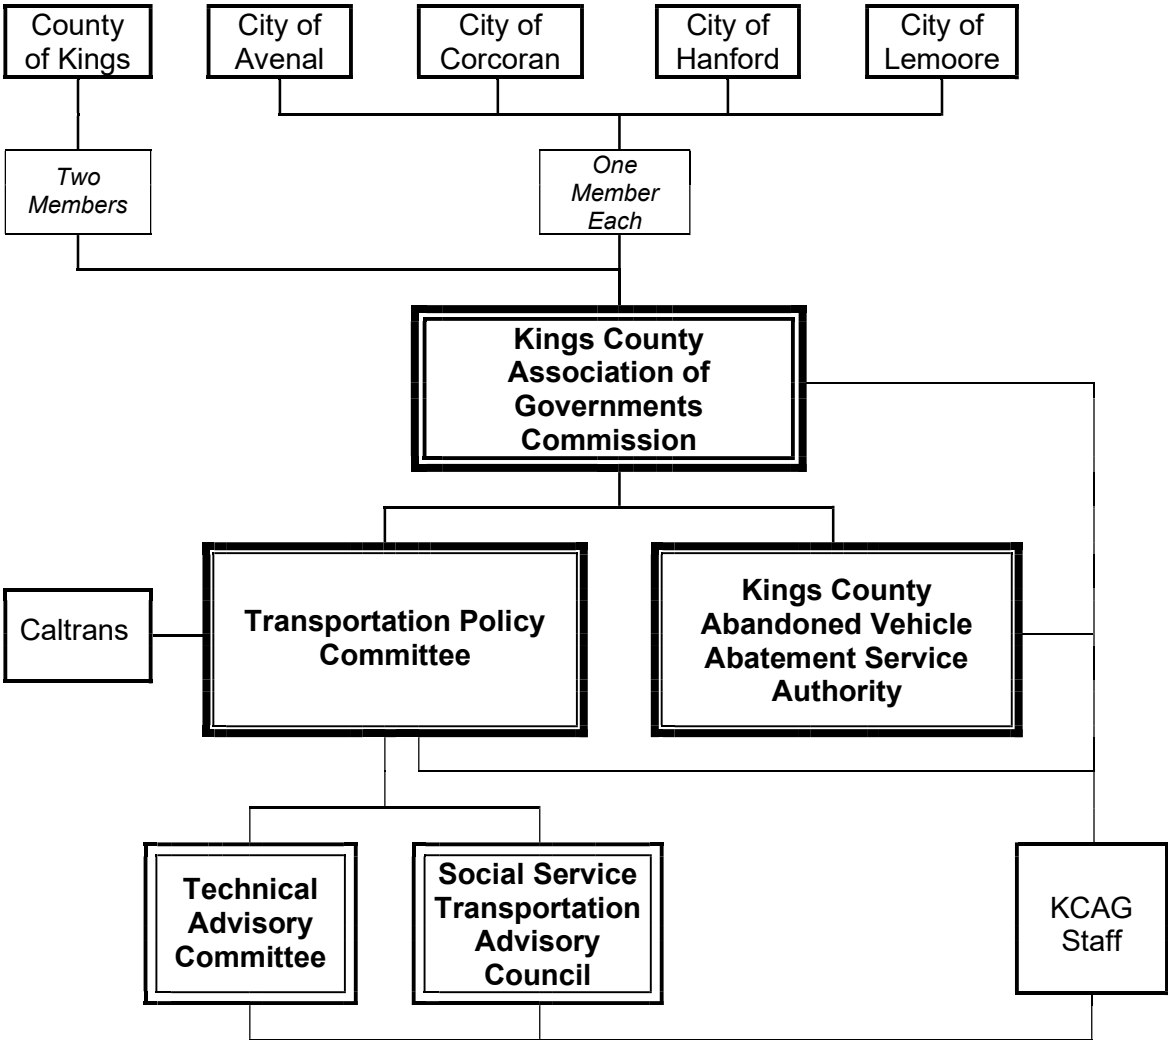 County
of Kings
City of
Avenal
City of
Corcoran
City of
Hanford
City of
Lemoore
Two
Members
One
Member
Each
Kings County
Association of
Governments
Commission
Caltrans
Transportation Policy
Committee
Kings County
Abandoned Vehicle
Abatement Service
Authority
Technical
Advisory
Committee
Social Service
Transportation
Advisory
Council
KCAG
Staff